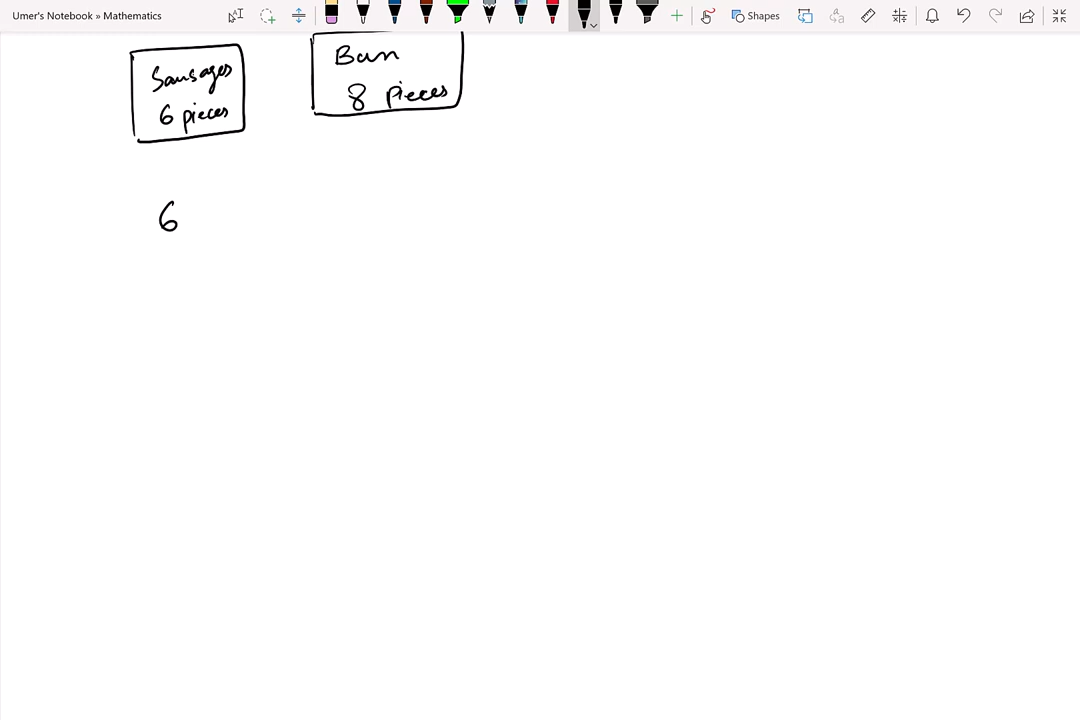 Umer's Notebook » Mathematics
Shapes
Sausages
6 pieces
Bun
8 pieces
6